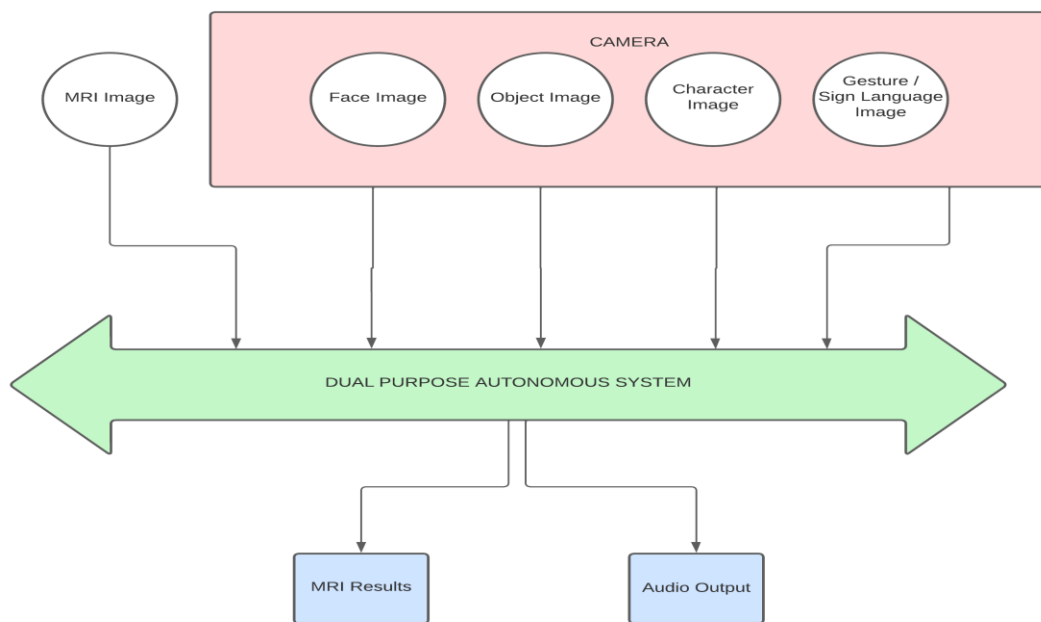 CAMERA
MRI Image
Face Image
Object Image
Character
Image
Gesture /
Sign Language
Image
DUAL PURPOSE AUTONOMOUS SYSTEM
MRI Results
Audio Output